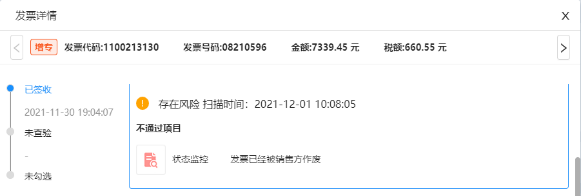 发票详情
X
增专 发票代码:1100213130 发票号码:08210596 金额:7339.45 元 税额:660.55 元
已签收
2021-11-30 19:04:07
未查验
-
未勾选
存在风险 扫描时间：2021-12-01 10:08:05
不通过项目
状态监控 发票已经被销售方作废